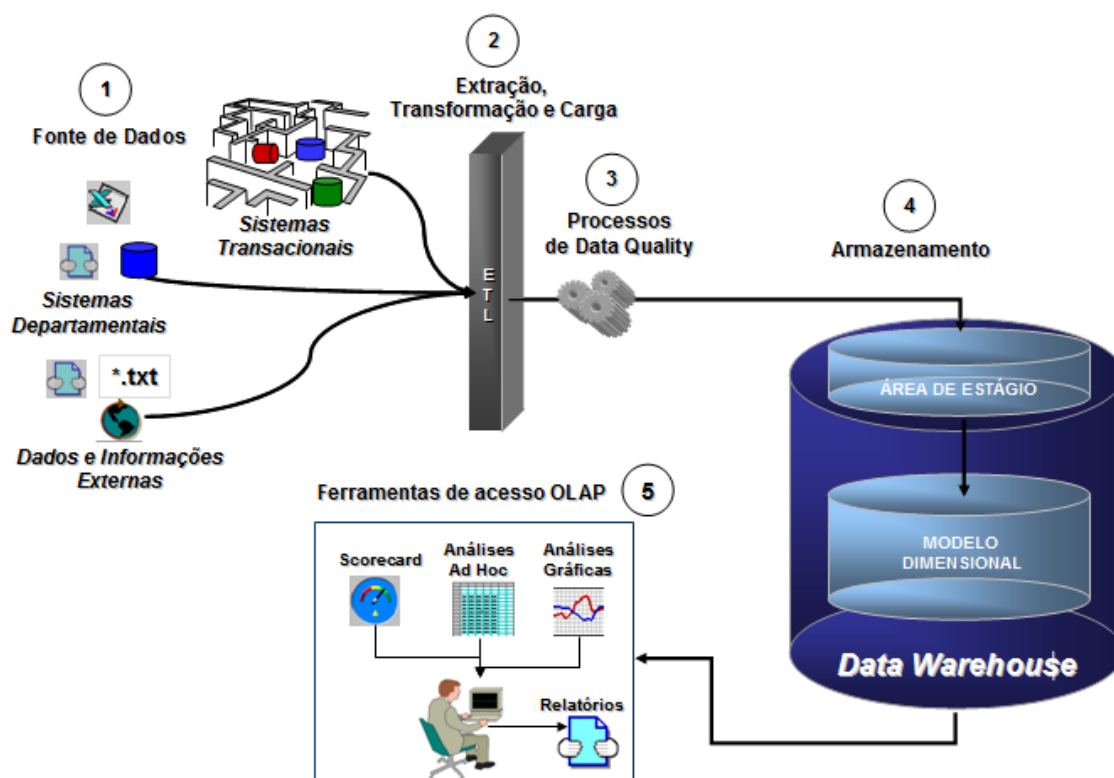 1
Fonte de Dados
Sistemas
Transacionais
Sistemas
Departamentais
*.txt
Dados e Informações
Externas
2
Extração,
Transformação e Carga
ETL
3
Processos
de Data Quality
4
Armazenamento
ÁREA DE ESTÁGIO
MODELO
DIMENSIONAL
Data Warehouse
Ferramentas de acesso OLAP
5
Scorecard
Análises
Ad Hoc
Análises
Gráficas
Relatórios